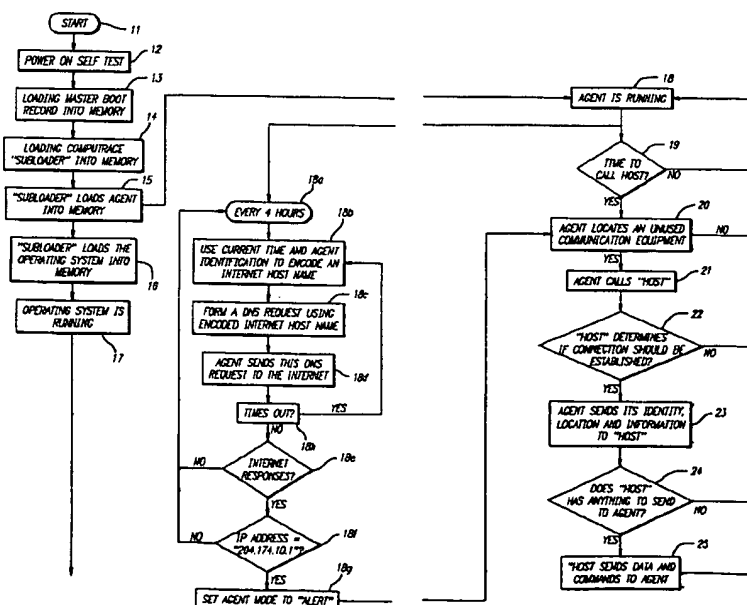 START
11
POWER ON SELF TEST
12
13
LOADING MASTER BOOT
RECORD INTO MEMORY
14
LOADING COMPUTRACE
"SUBLOADER" INTO MEMORY
15
"SUBLOADER" LOADS AGENT
INTO MEMORY
"SUBLOADER" LOADS THE
OPERATING SYSTEM INTO
MEMORY
16
OPERATING SYSTEM IS
RUNNING
17
18a
EVERY 4 HOURS
18b
USE CURRENT TIME AND AGENT
IDENTIFICATION TO ENCODE AN
INTERNET HOST NAME
18c
FORM A DNS REQUEST USING
ENCODED INTERNET HOST NAME
AGENT SENDS THIS DNS
REQUEST TO THE INTERNET
18d
TIMES OUT?
YES
NO
18h
INTERNET
RESPONSES?
18e
NO
YES
IP ADDRESS =
"204.174.10.1"?
18f
NO
YES
18g
SET AGENT MODE TO "ALERT"
18
AGENT IS RUNNING
19
TIME TO
CALL HOST?
NO
YES
20
AGENT LOCATES AN UNUSED
COMMUNICATION EQUIPMENT
NO
YES
21
AGENT CALLS "HOST"
22
"HOST" DETERMINES
IF CONNECTION SHOULD BE
ESTABLISHED?
NO
YES
AGENT SENDS ITS IDENTITY,
LOCATION AND INFORMATION
TO "HOST"
23
24
DOES "HOST"
HAS ANYTHING TO SEND
TO AGENT?
NO
YES
25
"HOST SENDS DATA AND
COMMANDS TO AGENT